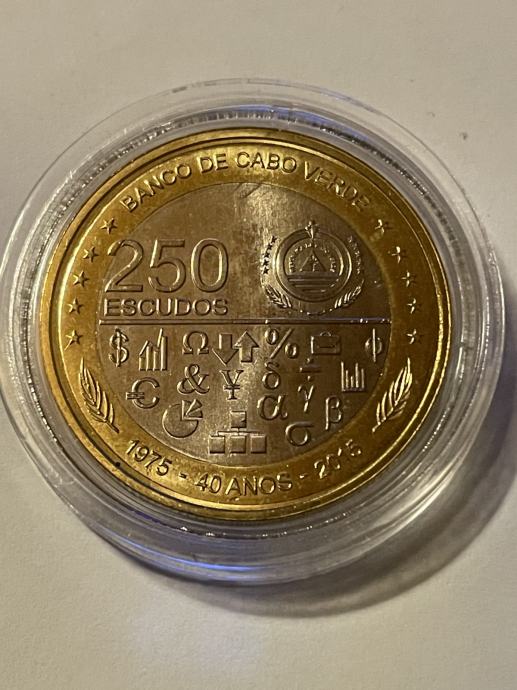 BANCO DE CABO VERDE
250
ESCUDOS
$ Ω %
& ¥ δ ÷
€ α γ β
σ
1975 - 40 ANOS - 2015